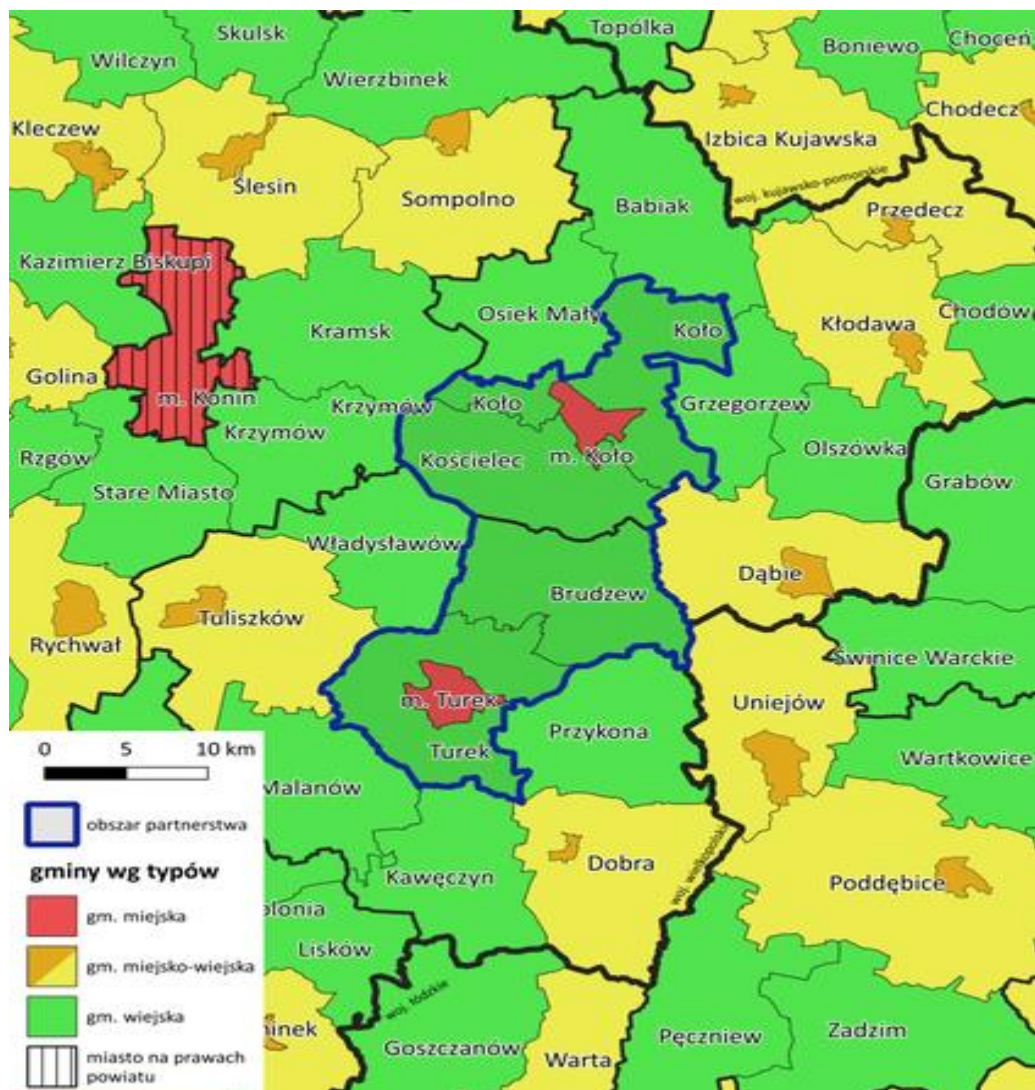 Skulsk
Topólka
Boniewo
Choceń
Wilczyn
Wierzbinek
Kleczew
Izbica Kujawska
Chodecz
Ślesin
Sompolno
woj. kujawsko-pomorskie
Babiak
Przedecz
Kazimierz Biskupi
Osiek Mały
Kramsk
Koło
Kłodawa
Chodów
Golina
m. Konin
Krzymów
Koło
Grzegorzew
Krzymów
Rzgów
Kościelec
m. Koło
Olszówka
Stare Miasto
Grabów
Władysławów
Dąbie
Brudzew
Tuliszków
Rychwał
Świnice Warckie
m. Turek
Uniejów
Przykona
Turek
Wartkowice
0 5 10 km
Malanów
obszar partnerstwa
woj. wielkopolskie
gminy wg typów
Dobra
Kawęczyn
Poddębice
gm. miejska
olonia
Lisków
gm. miejsko-wiejska
woj. łódzkie
gm. wiejska
minek
Goszczanów
Warta
Pęczniew
Zadzim
miasto na prawach
powiatu